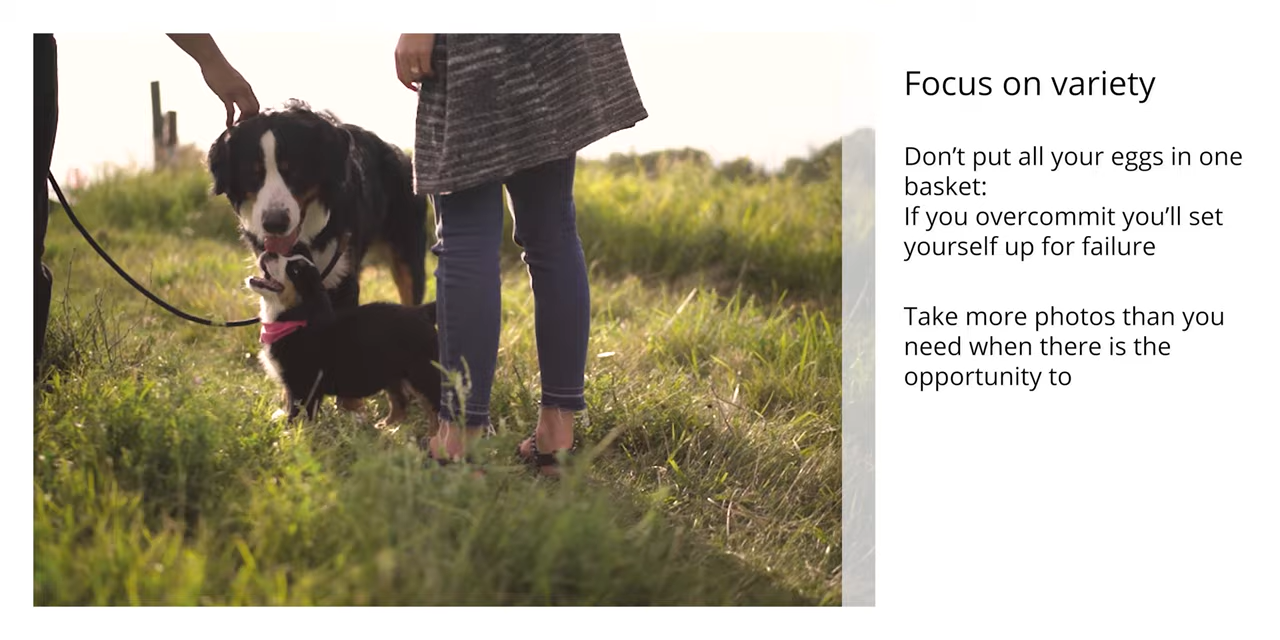 Focus on variety
Don’t put all your eggs in one
basket:
If you overcommit you’ll set
yourself up for failure
Take more photos than you
need when there is the
opportunity to